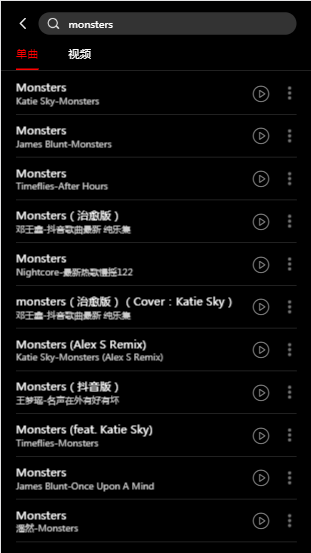 monsters
单曲 视频
Monsters
Katie Sky-Monsters
Monsters
James Blunt-Monsters
Monsters
Timeflies-After Hours
Monsters（治愈版）
邓王鑫-抖音歌曲最新 纯乐集
Monsters
Nightcore-最新热歌慢摇122
monsters（治愈版）（Cover：Katie Sky）
邓王鑫-抖音歌曲最新 纯乐集
Monsters (Alex S Remix)
Katie Sky-Monsters (Alex S Remix)
Monsters（抖音版）
王梦瑶-名声在外有好有坏
Monsters (feat. Katie Sky)
Timeflies-Monsters
Monsters
James Blunt-Once Upon A Mind
Monsters
-Monsters